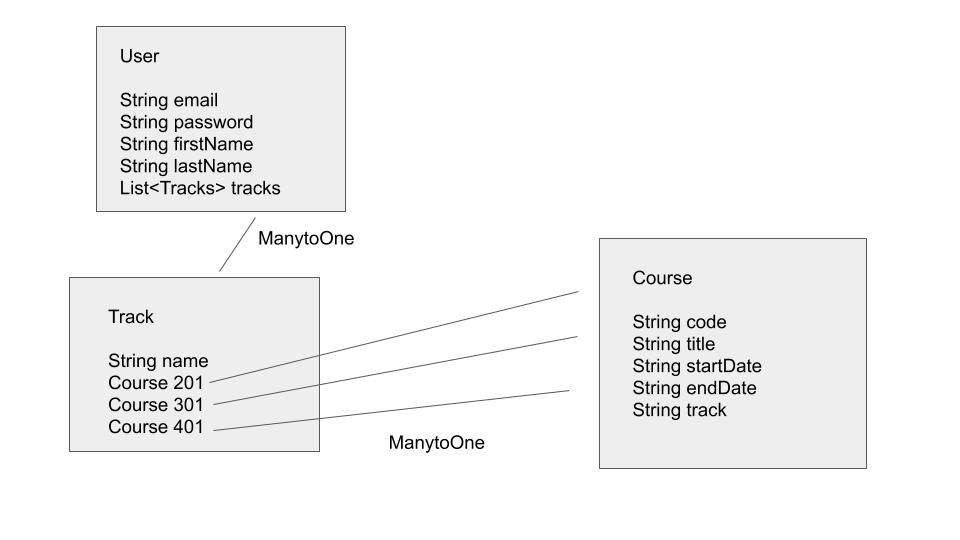 User
String email
String password
String firstName
String lastName
List<Tracks> tracks
ManytoOne
Track
String name
Course 201
Course 301
Course 401
Course
String code
String title
String startDate
String endDate
String track
ManytoOne